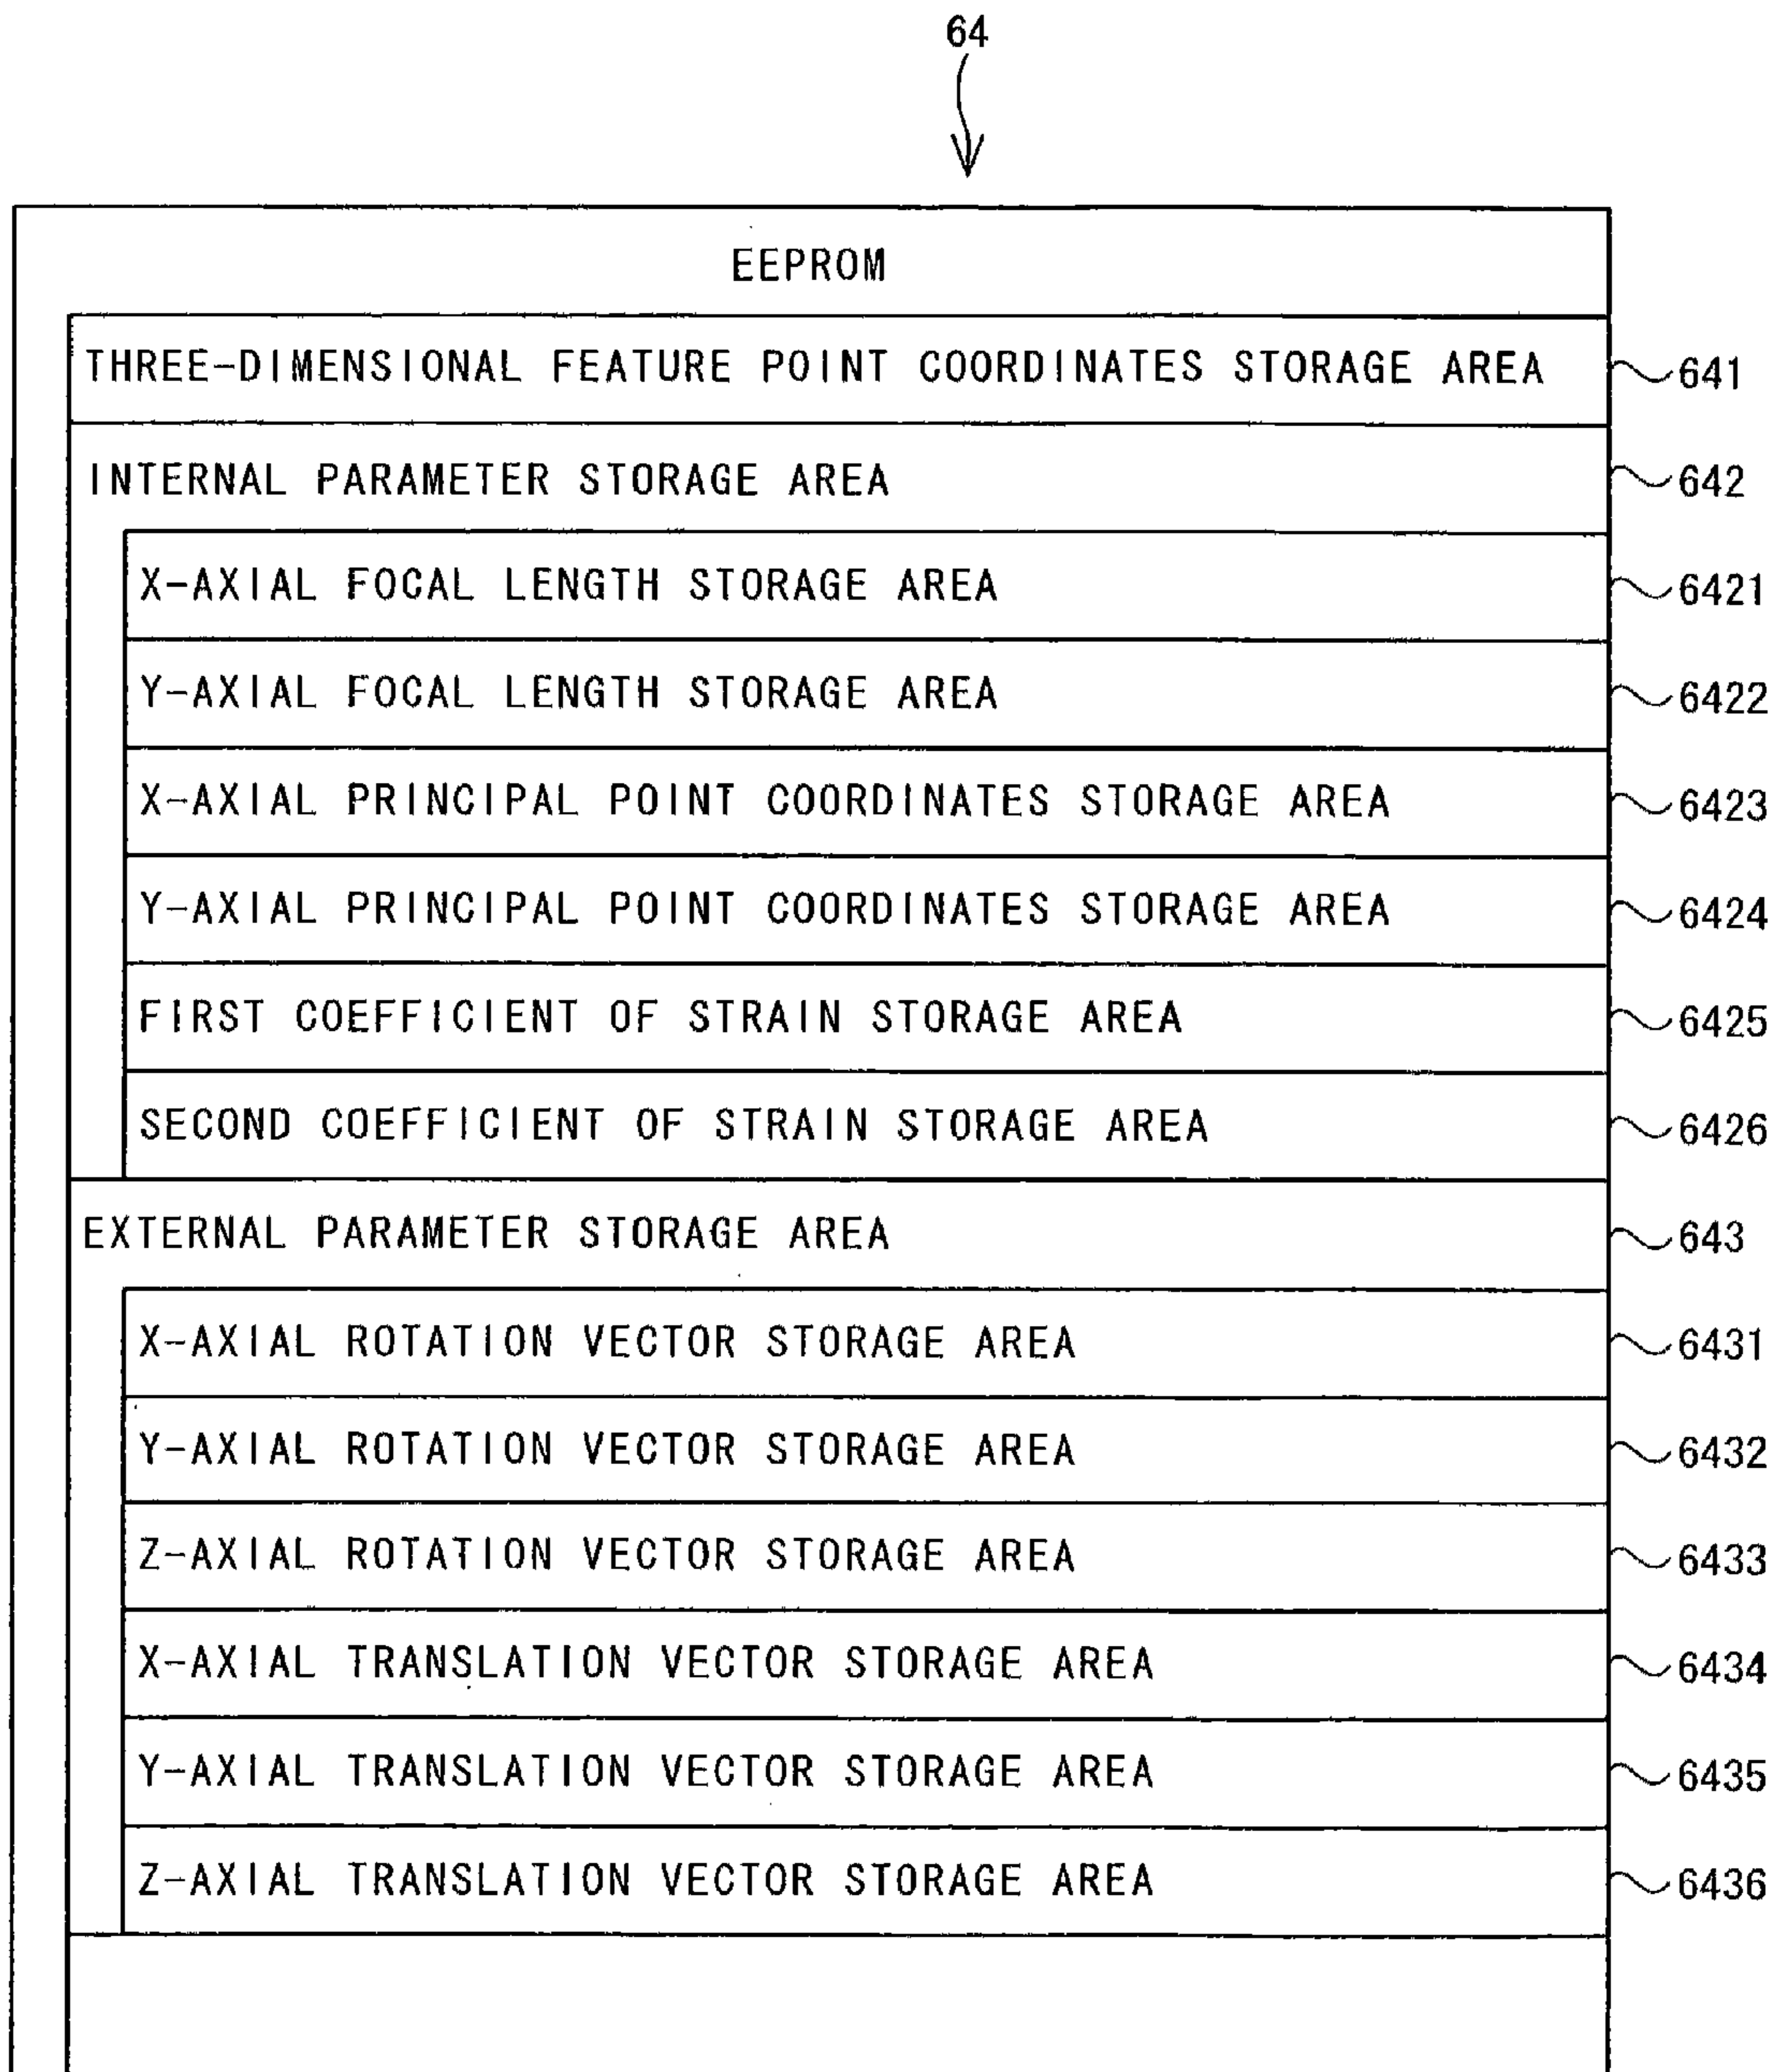 64
EEPROM
THREE-DIMENSIONAL FEATURE POINT COORDINATES STORAGE AREA 641
INTERNAL PARAMETER STORAGE AREA 642
X-AXIAL FOCAL LENGTH STORAGE AREA 6421
Y-AXIAL FOCAL LENGTH STORAGE AREA 6422
X-AXIAL PRINCIPAL POINT COORDINATES STORAGE AREA 6423
Y-AXIAL PRINCIPAL POINT COORDINATES STORAGE AREA 6424
FIRST COEFFICIENT OF STRAIN STORAGE AREA 6425
SECOND COEFFICIENT OF STRAIN STORAGE AREA 6426
EXTERNAL PARAMETER STORAGE AREA 643
X-AXIAL ROTATION VECTOR STORAGE AREA 6431
Y-AXIAL ROTATION VECTOR STORAGE AREA 6432
Z-AXIAL ROTATION VECTOR STORAGE AREA 6433
X-AXIAL TRANSLATION VECTOR STORAGE AREA 6434
Y-AXIAL TRANSLATION VECTOR STORAGE AREA 6435
Z-AXIAL TRANSLATION VECTOR STORAGE AREA 6436